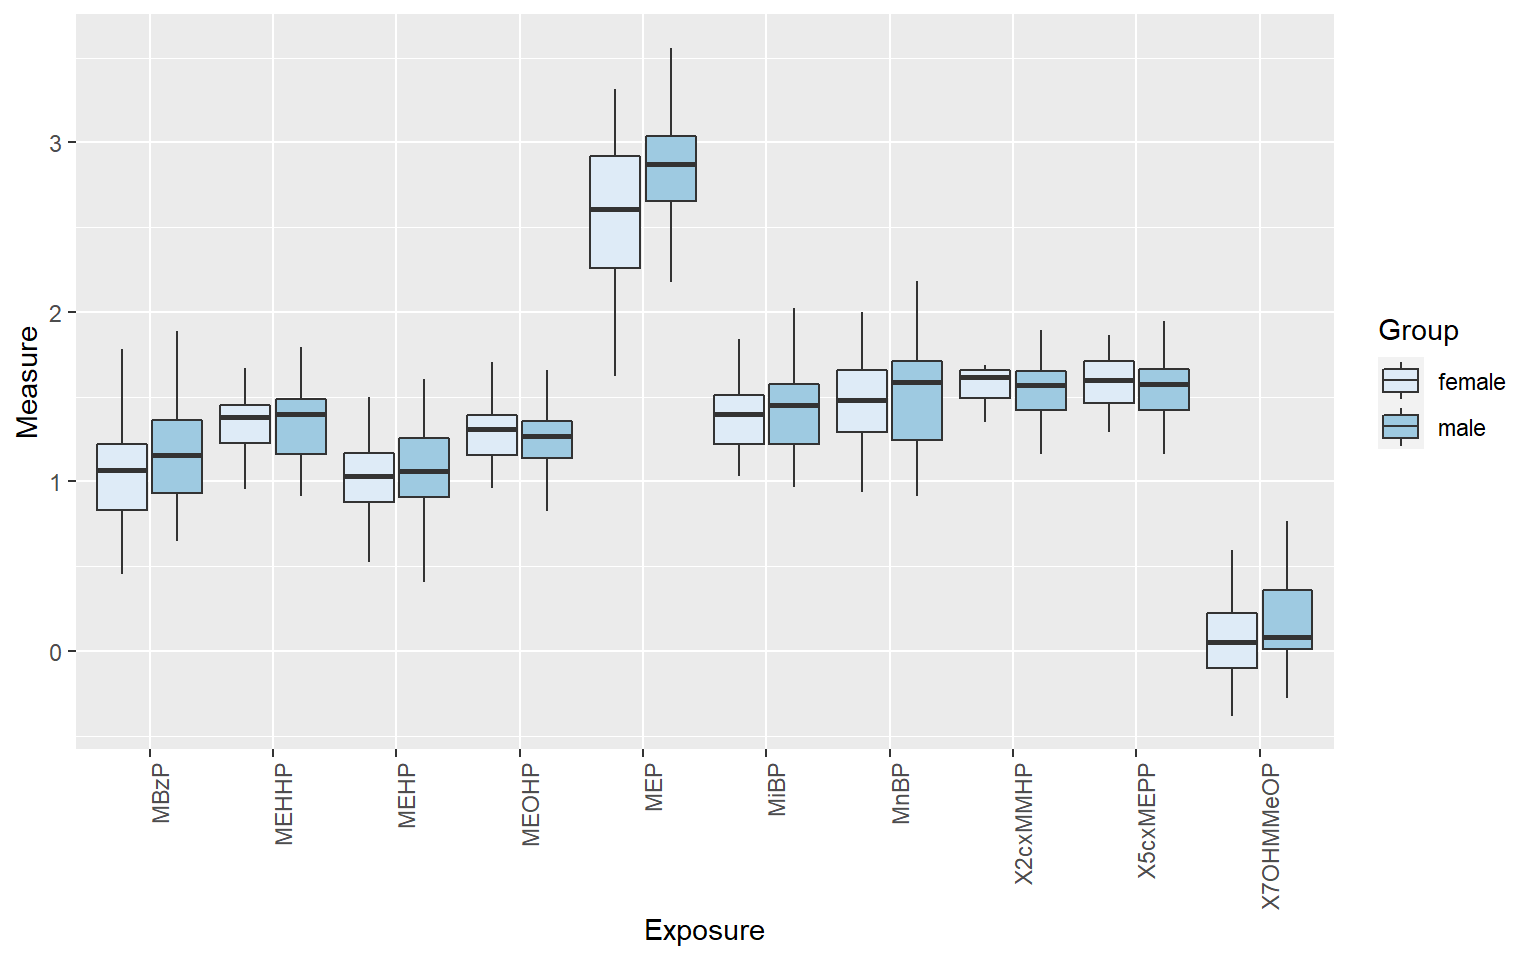 Measure
3
2
1
0
MBzP
MEHHP
MEHP
MEOHP
MEP
MiBP
MnBP
X2cxMMHP
X5cxMEPP
X7OHMMeOP
Exposure
Group
female
male